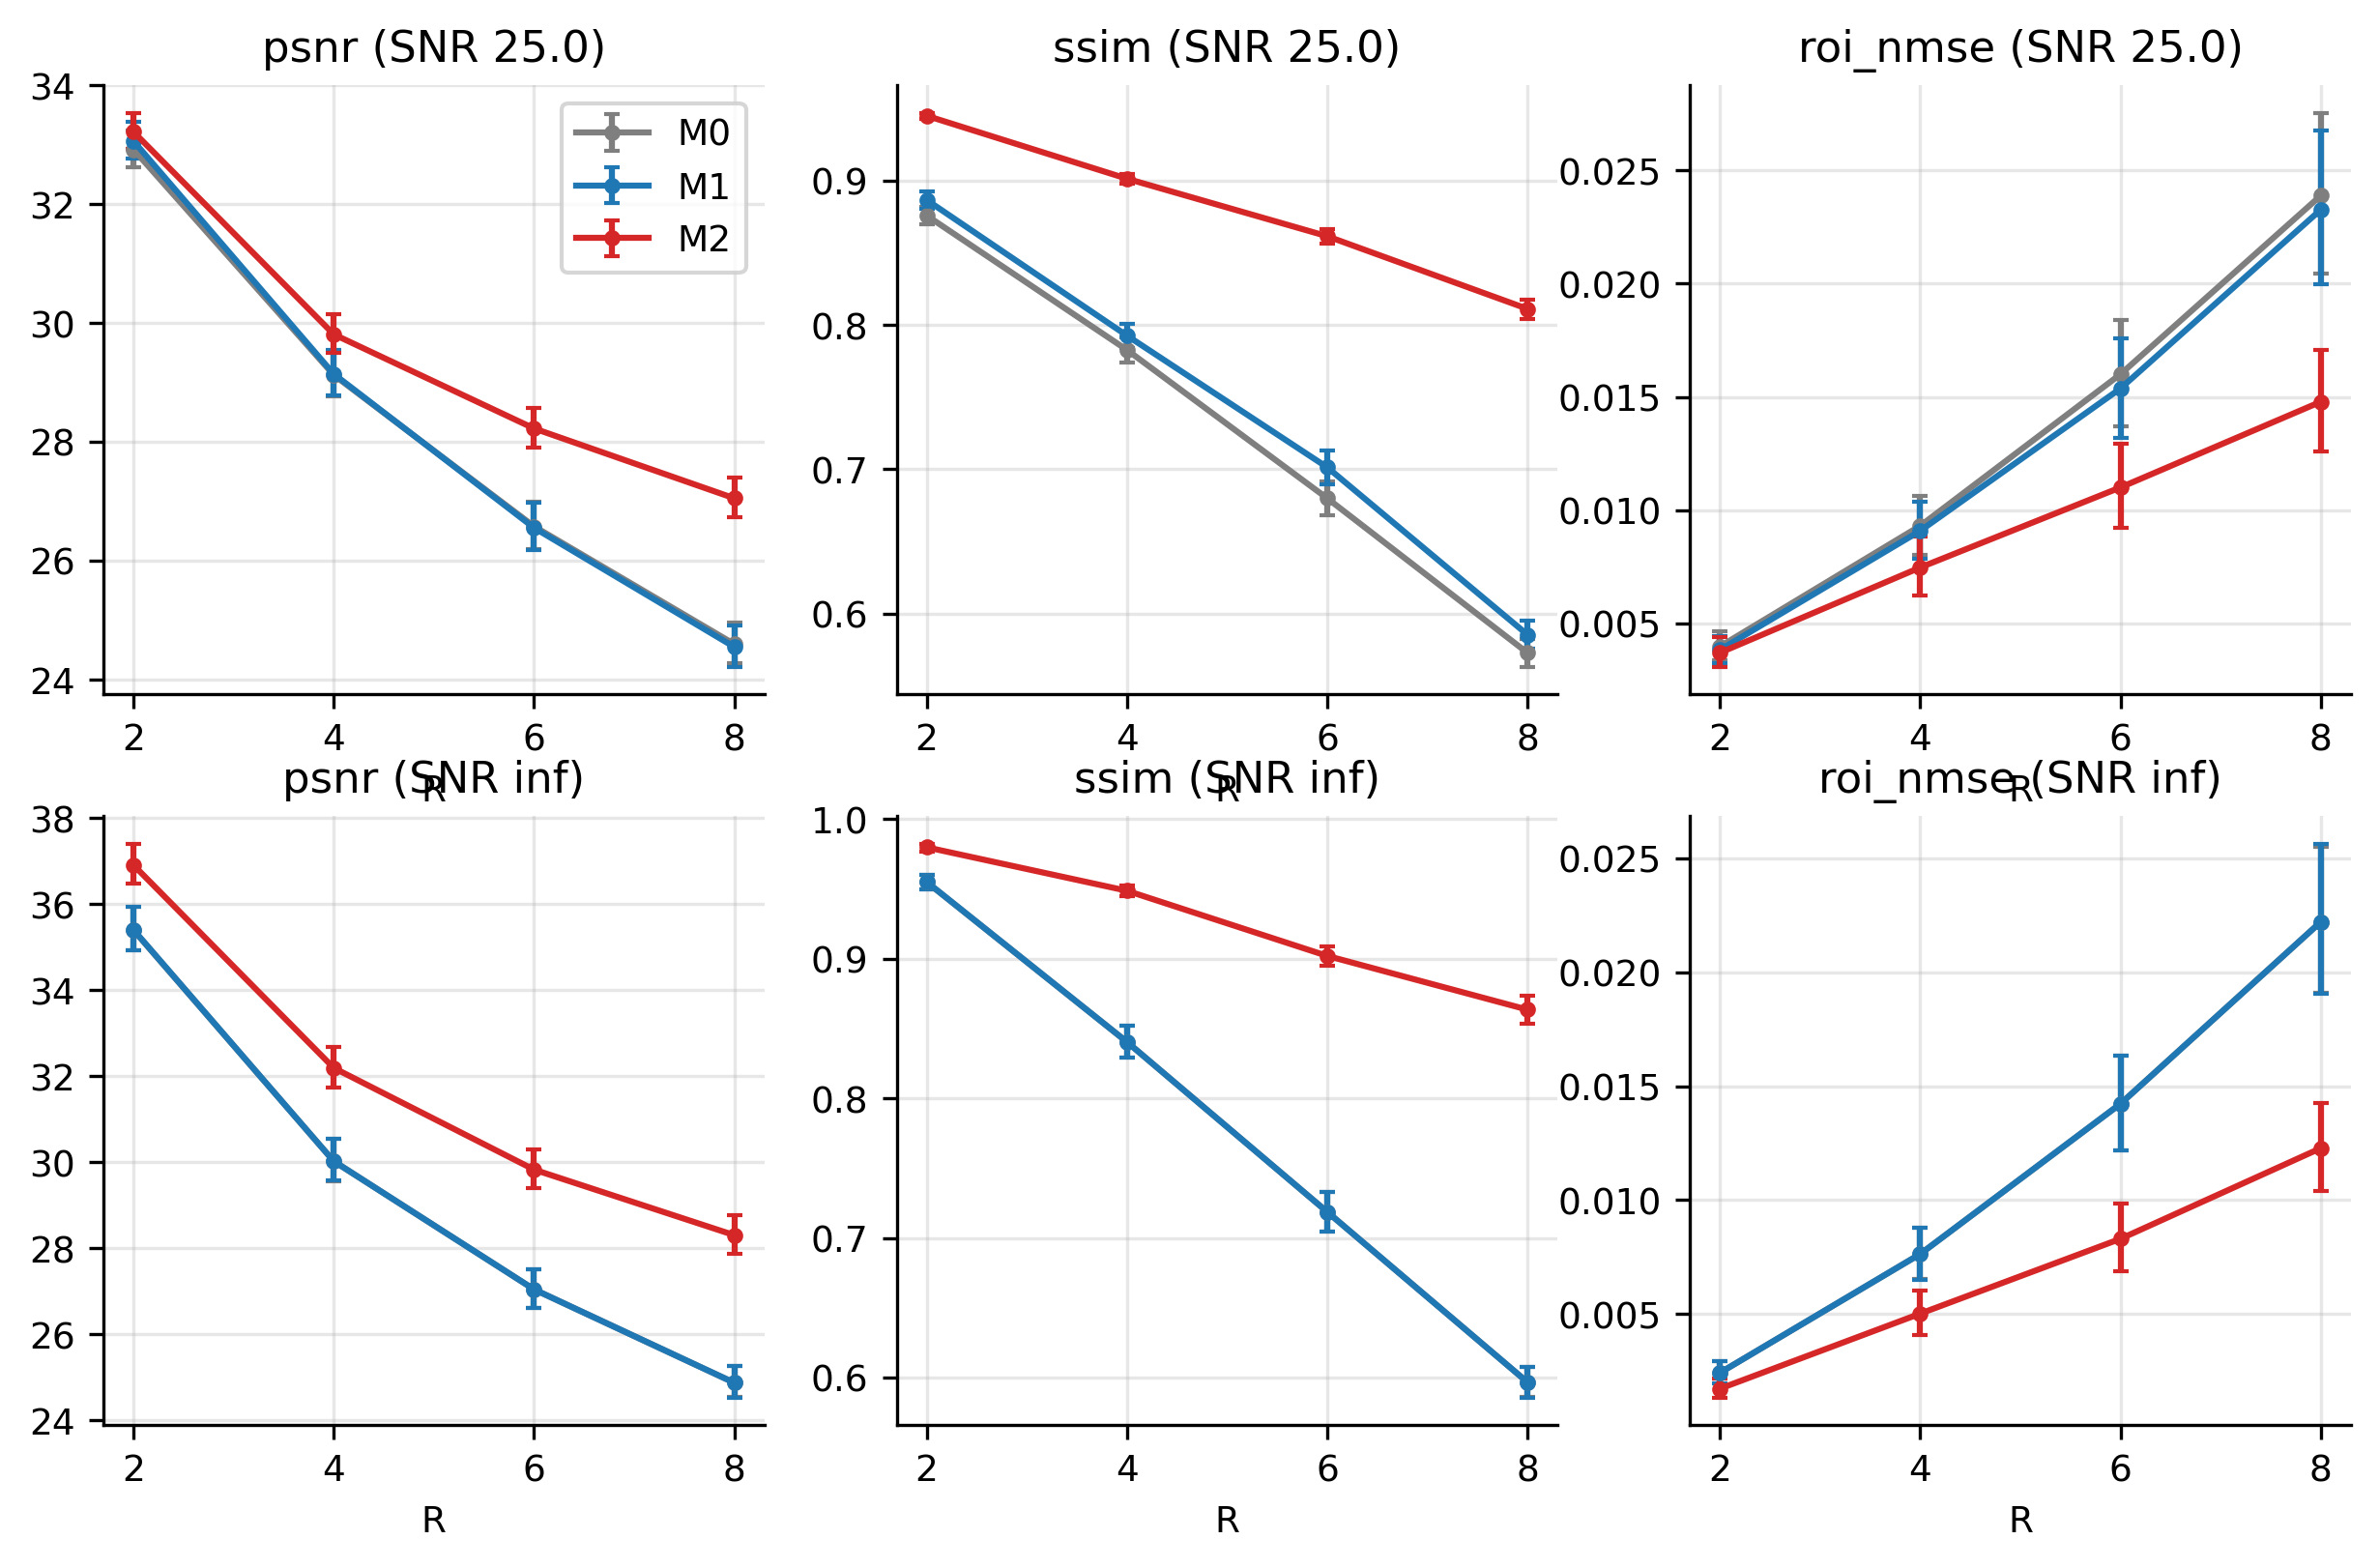 psnr (SNR 25.0)
34
32
30
28
26
24
2 4 6 8
R
M0
M1
M2
ssim (SNR 25.0)
0.9
0.8
0.7
0.6
2 4 6 8
R
roi_nmse (SNR 25.0)
0.025
0.020
0.015
0.010
0.005
2 4 6 8
R
psnr (SNR inf)
38
36
34
32
30
28
26
24
2 4 6 8
R
ssim (SNR inf)
1.0
0.9
0.8
0.7
0.6
2 4 6 8
R
roi_nmse (SNR inf)
0.025
0.020
0.015
0.010
0.005
2 4 6 8
R